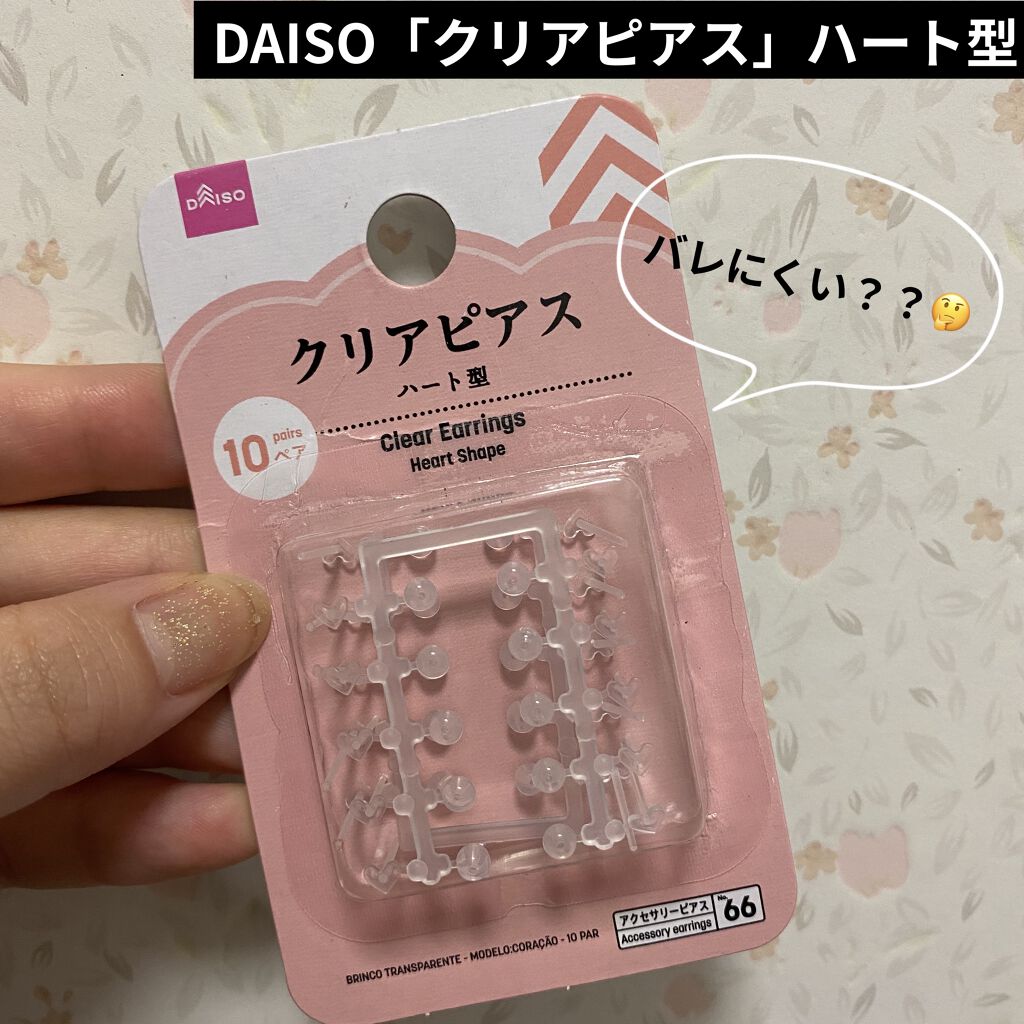 DAISO「クリアピアス」ハート型
バレにくい？？🤔
DAISO
クリアピアス
ハート型
10 pairs
ペア
Clear Earrings
Heart Shape
アクセサリーピアス
Accessory earrings
No. 66
BRINCO TRANSPARENTE - MODELO:CORAÇÃO - 10 PAR